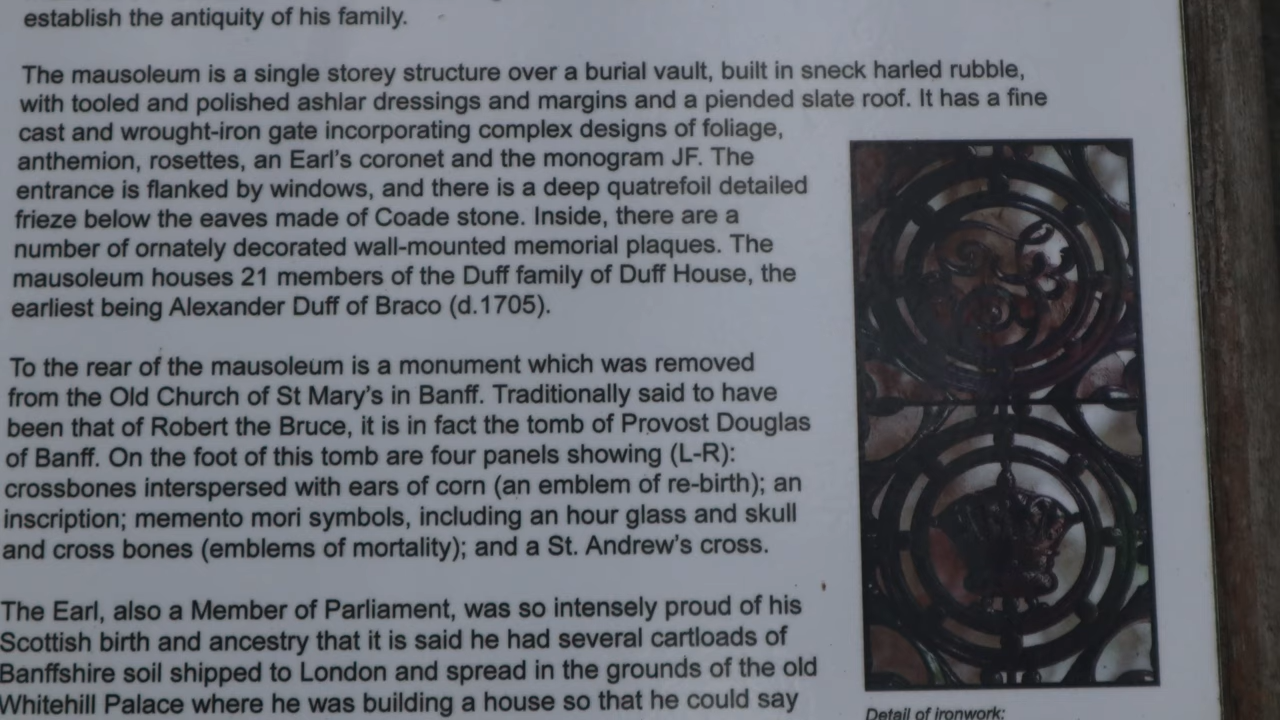 establish the antiquity of his family.
The mausoleum is a single storey structure over a burial vault, built in sneck harled rubble,
with tooled and polished ashlar dressings and margins and a piended slate roof. It has a fine
cast and wrought-iron gate incorporating complex designs of foliage,
anthemion, rosettes, an Earl's coronet and the monogram JF. The
entrance is flanked by windows, and there is a deep quatrefoil detailed
frieze below the eaves made of Coade stone. Inside, there are a
number of ornately decorated wall-mounted memorial plaques. The
mausoleum houses 21 members of the Duff family of Duff House, the
earliest being Alexander Duff of Braco (d.1705).
To the rear of the mausoleum is a monument which was removed
from the Old Church of St Mary's in Banff. Traditionally said to have
been that of Robert the Bruce, it is in fact the tomb of Provost Douglas
of Banff. On the foot of this tomb are four panels showing (L-R):
crossbones interspersed with ears of corn (an emblem of re-birth); an
inscription; memento mori symbols, including an hour glass and skull
and cross bones (emblems of mortality); and a St. Andrew's cross.
The Earl, also a Member of Parliament, was so intensely proud of his
Scottish birth and ancestry that it is said he had several cartloads of
Banffshire soil shipped to London and spread in the grounds of the old
Whitehill Palace where he was building a house so that he could say
Detail of ironwork: